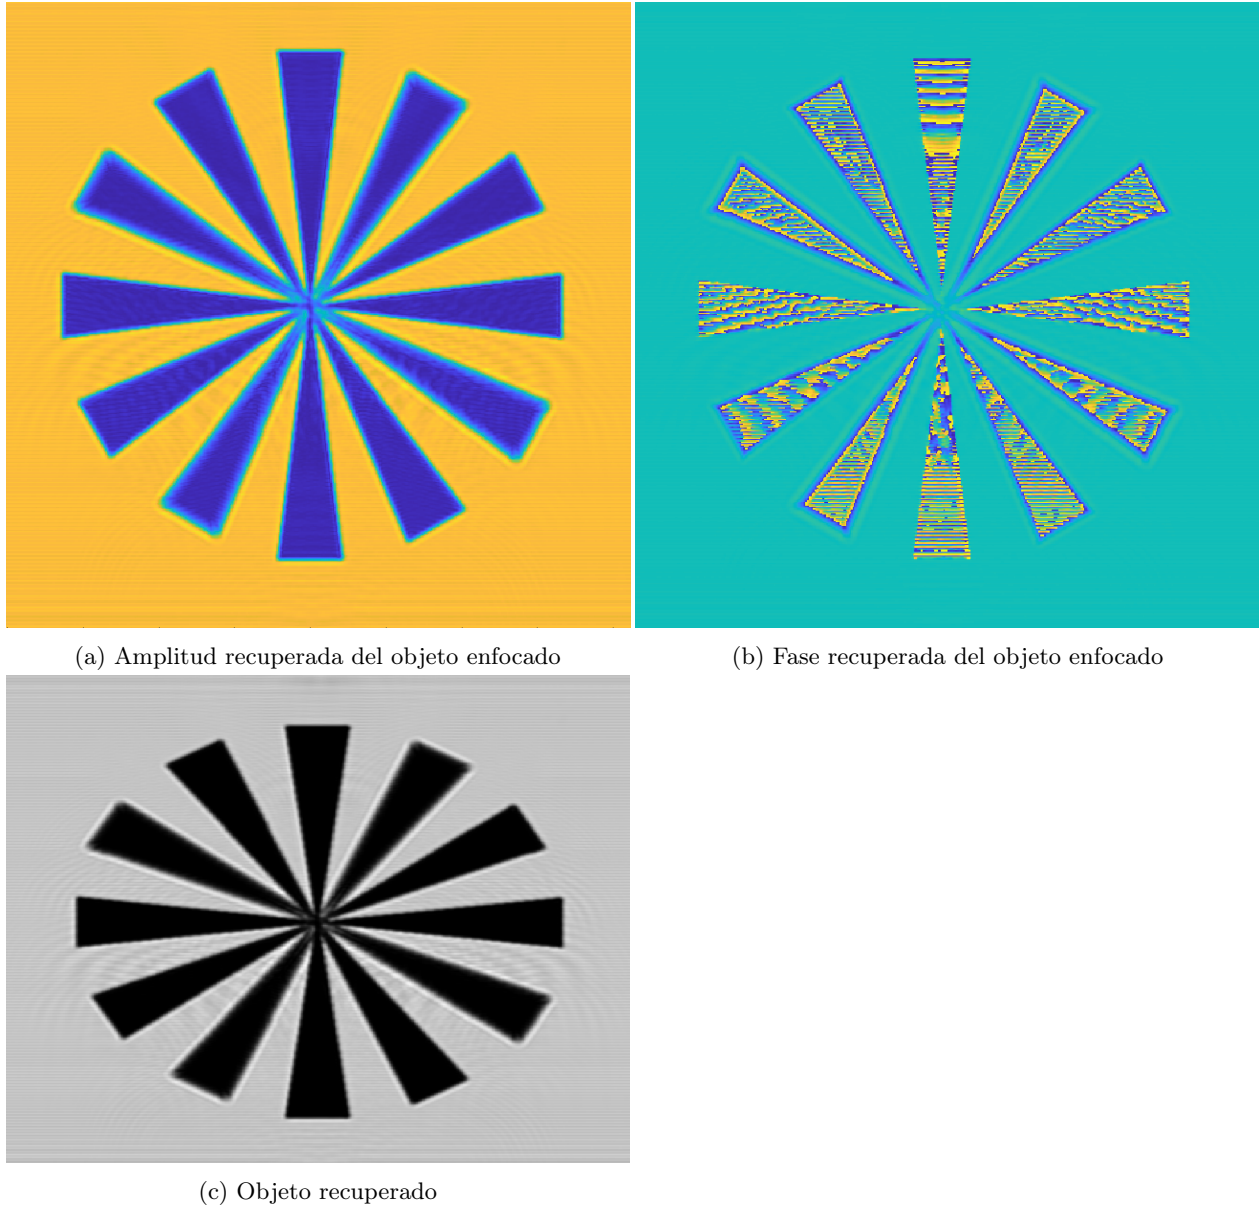 (a) Amplitud recuperada del objeto enfocado
(b) Fase recuperada del objeto enfocado
(c) Objeto recuperado